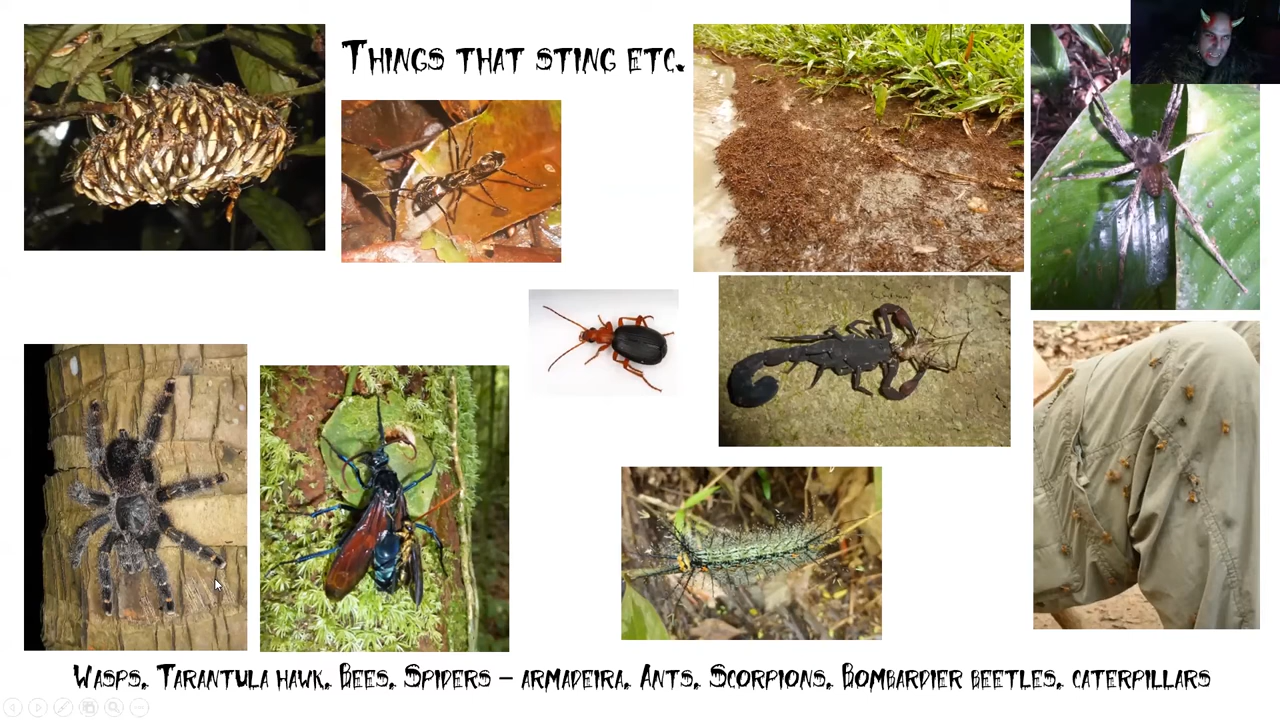 Things that sting etc.
Wasps, Tarantula hawk, Bees, Spiders – armadeira, Ants, Scorpions, Bombardier beetles, caterpillars